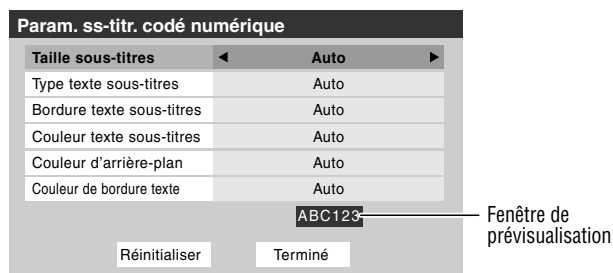 Param. ss-titr. codé numérique
Taille sous-titres ◄ Auto ►
Type texte sous-titres Auto
Bordure texte sous-titres Auto
Couleur texte sous-titres Auto
Couleur d'arrière-plan Auto
Couleur de bordure texte Auto
ABC123
Fenêtre de
prévisualisation
Réinitialiser Terminé